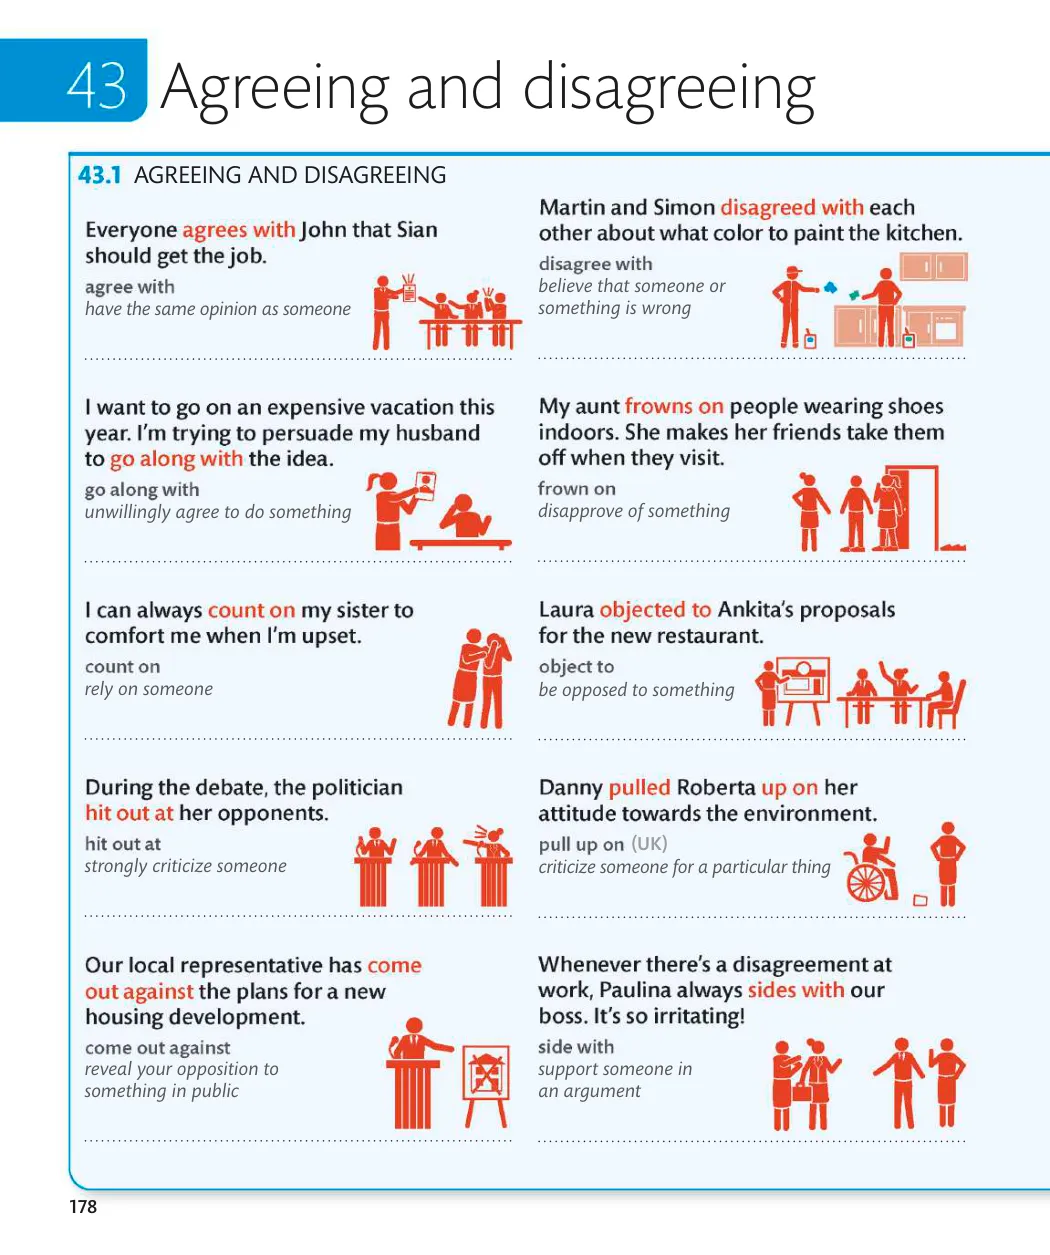 43 Agreeing and disagreeing
43.1 AGREEING AND DISAGREEING
Everyone agrees with John that Sian
should get the job.
agree with
have the same opinion as someone
I want to go on an expensive vacation this
year. I'm trying to persuade my husband
to go along with the idea.
go along with
unwillingly agree to do something
I can always count on my sister to
comfort me when I'm upset.
count on
rely on someone
During the debate, the politician
hit out at her opponents.
hit out at
strongly criticize someone
Our local representative has come
out against the plans for a new
housing development.
come out against
reveal your opposition to
something in public
Martin and Simon disagreed with each
other about what color to paint the kitchen.
disagree with
believe that someone or
something is wrong
My aunt frowns on people wearing shoes
indoors. She makes her friends take them
off when they visit.
frown on
disapprove of something
Laura objected to Ankita's proposals
for the new restaurant.
object to
be opposed to something
Danny pulled Roberta up on her
attitude towards the environment.
pull up on (UK)
criticize someone for a particular thing
Whenever there's a disagreement at
work, Paulina always sides with our
boss. It's so irritating!
side with
support someone in
an argument
178